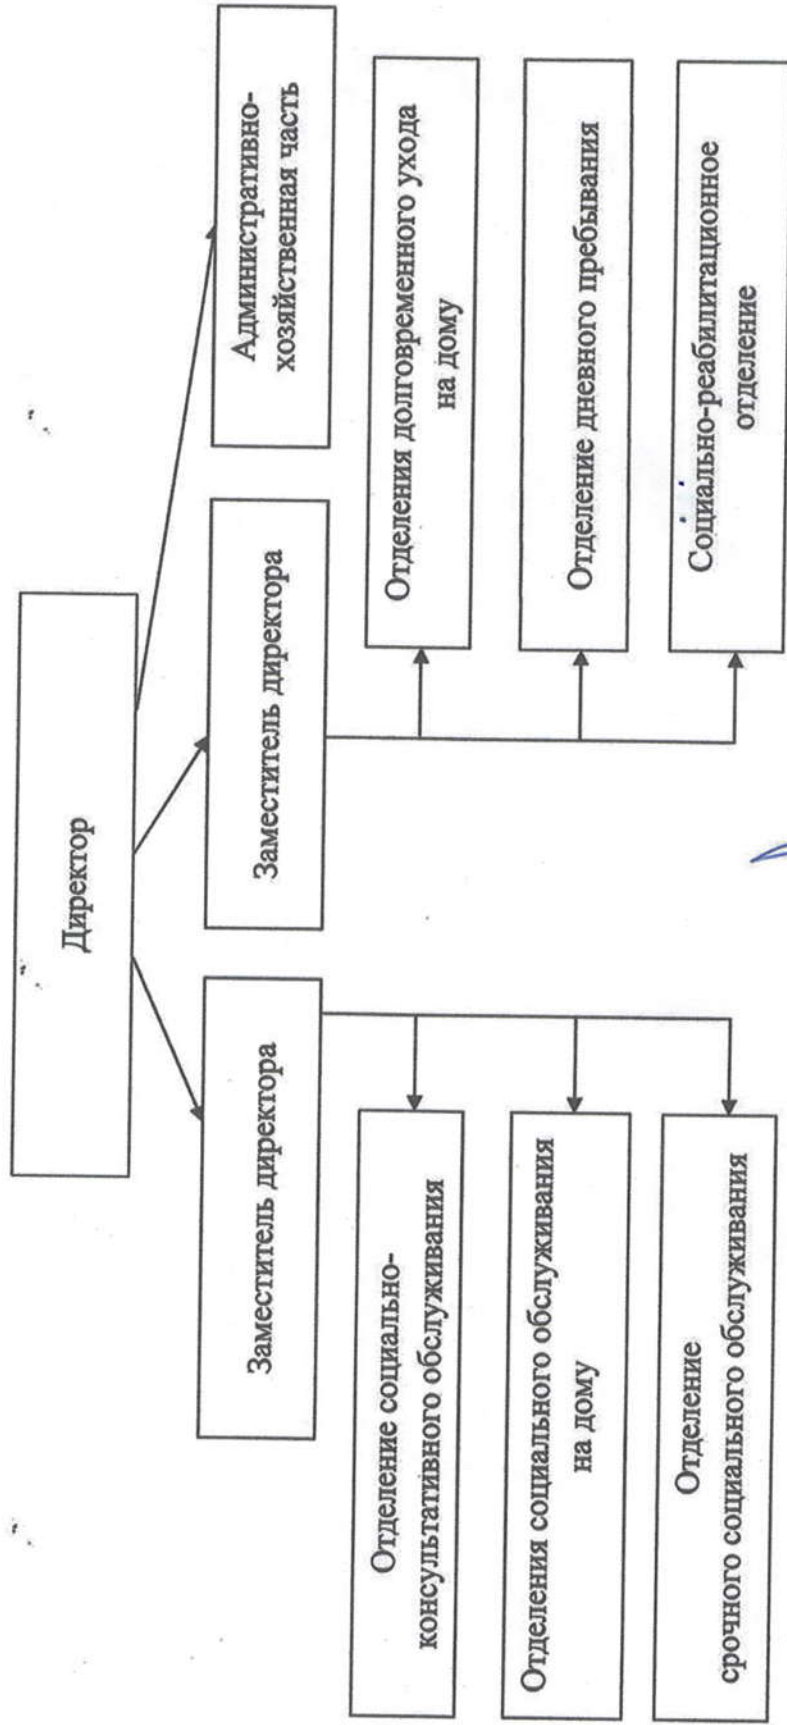 Директор
Заместитель директора
Заместитель директора
Административно-
хозяйственная часть
Отделение социально-
консультативного обслуживания
Отделения социального обслуживания
на дому
Отделение
срочного социального обслуживания
Отделения долговременного ухода
на дому
Отделение дневного пребывания
Социально-реабилитационное
отделение